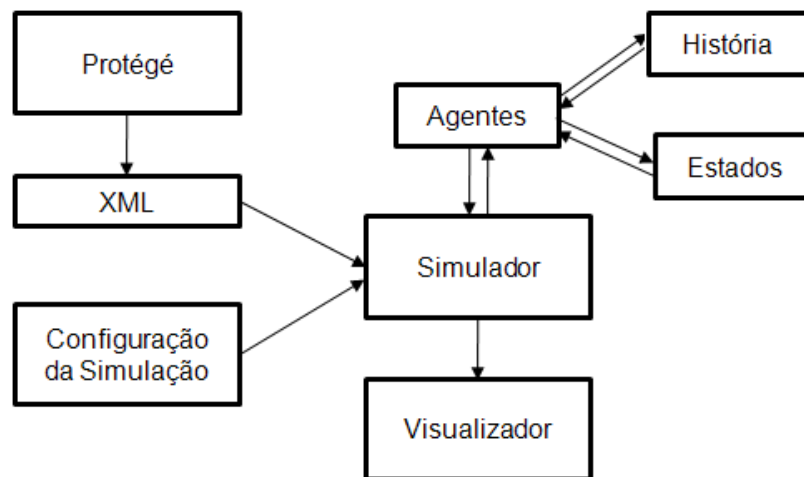 Protégé
História
Agentes
Estados
XML
Simulador
Configuração
da Simulação
Visualizador